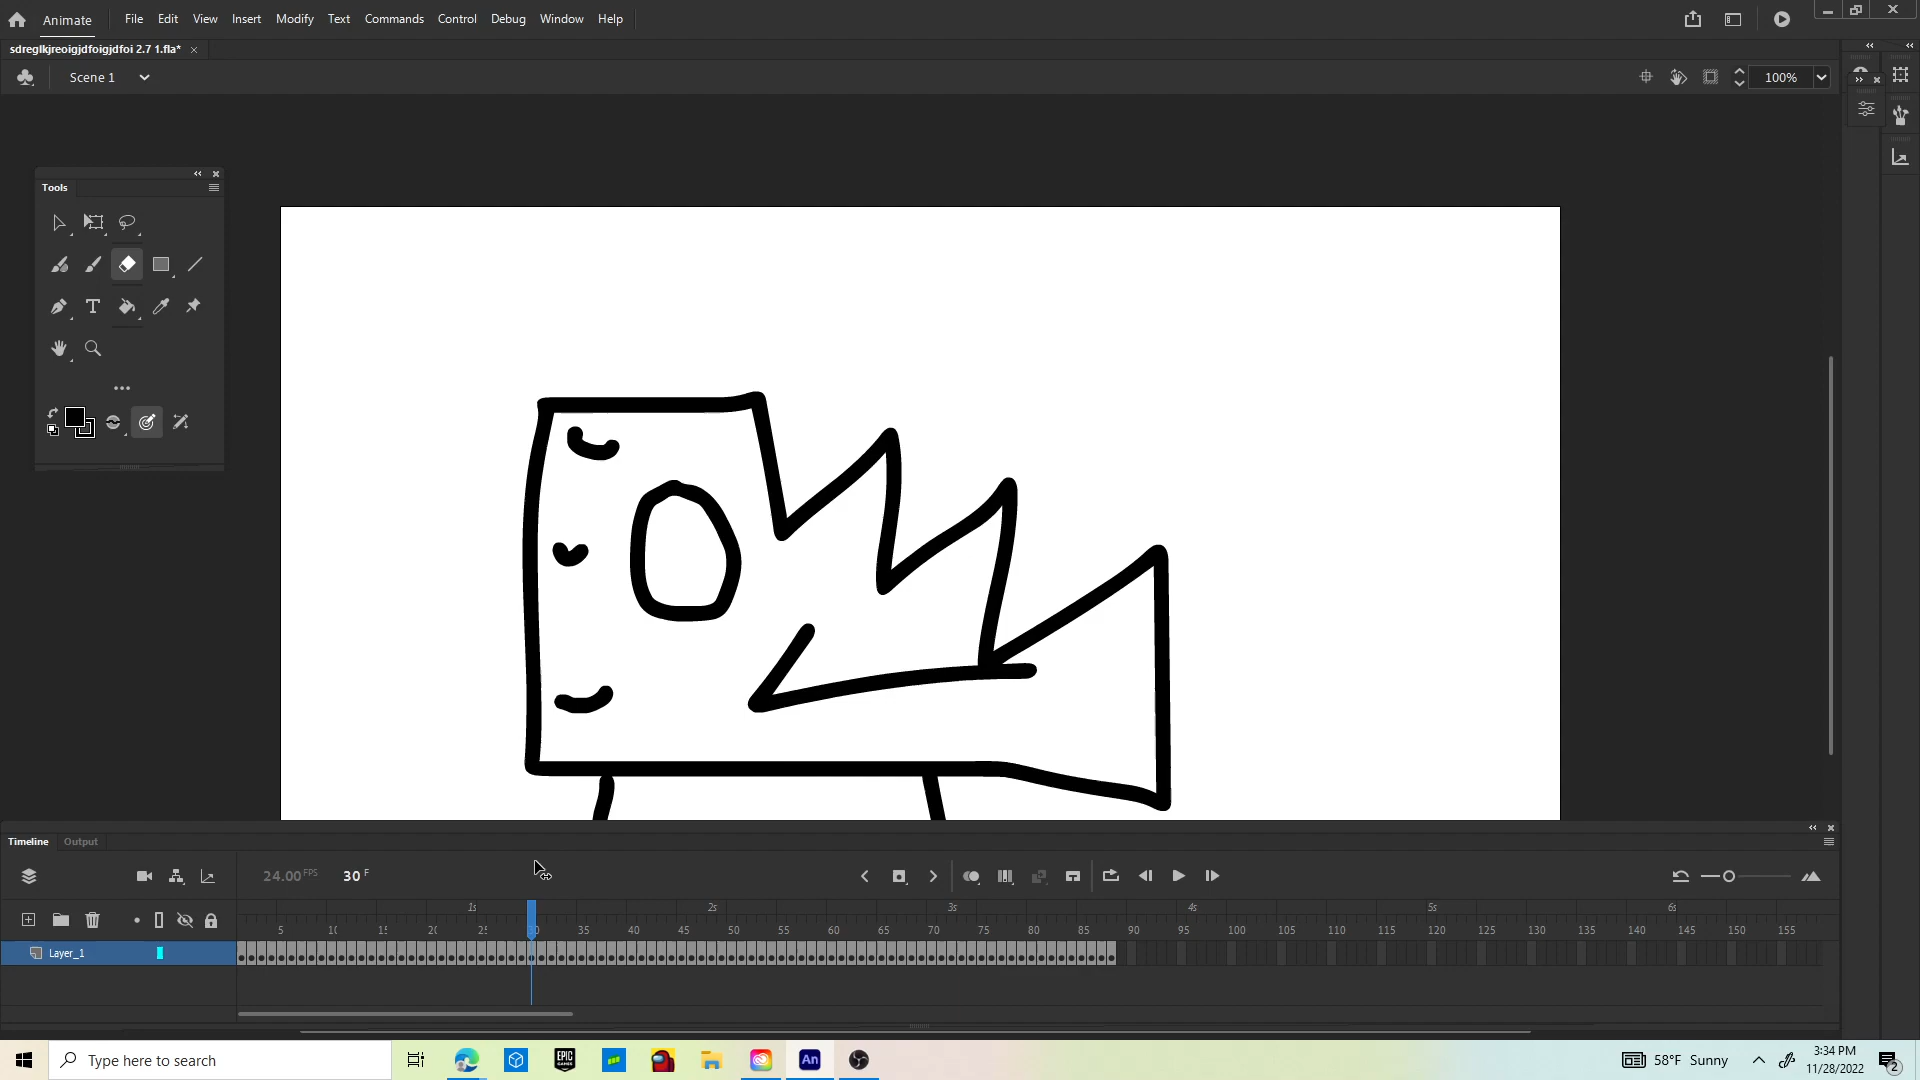 Animate File Edit View Insert Modify Text Commands Control Debug Window Help
sdreglkjreoigjdfoigjdfoi 2.7 1.fla*
Scene 1 100%
Tools
T
Timeline Output
24.00 FPS 30 F
1s 2s 3s 4s 5s 6s
5 10 15 20 25 30 35 40 45 50 55 60 65 70 75 80 85 90 95 100 105 110 115 120 125 130 135 140 145 150 155
Layer_1
Type here to search EPIC GAMES An 58°F Sunny 3:34 PM
11/28/2022 2